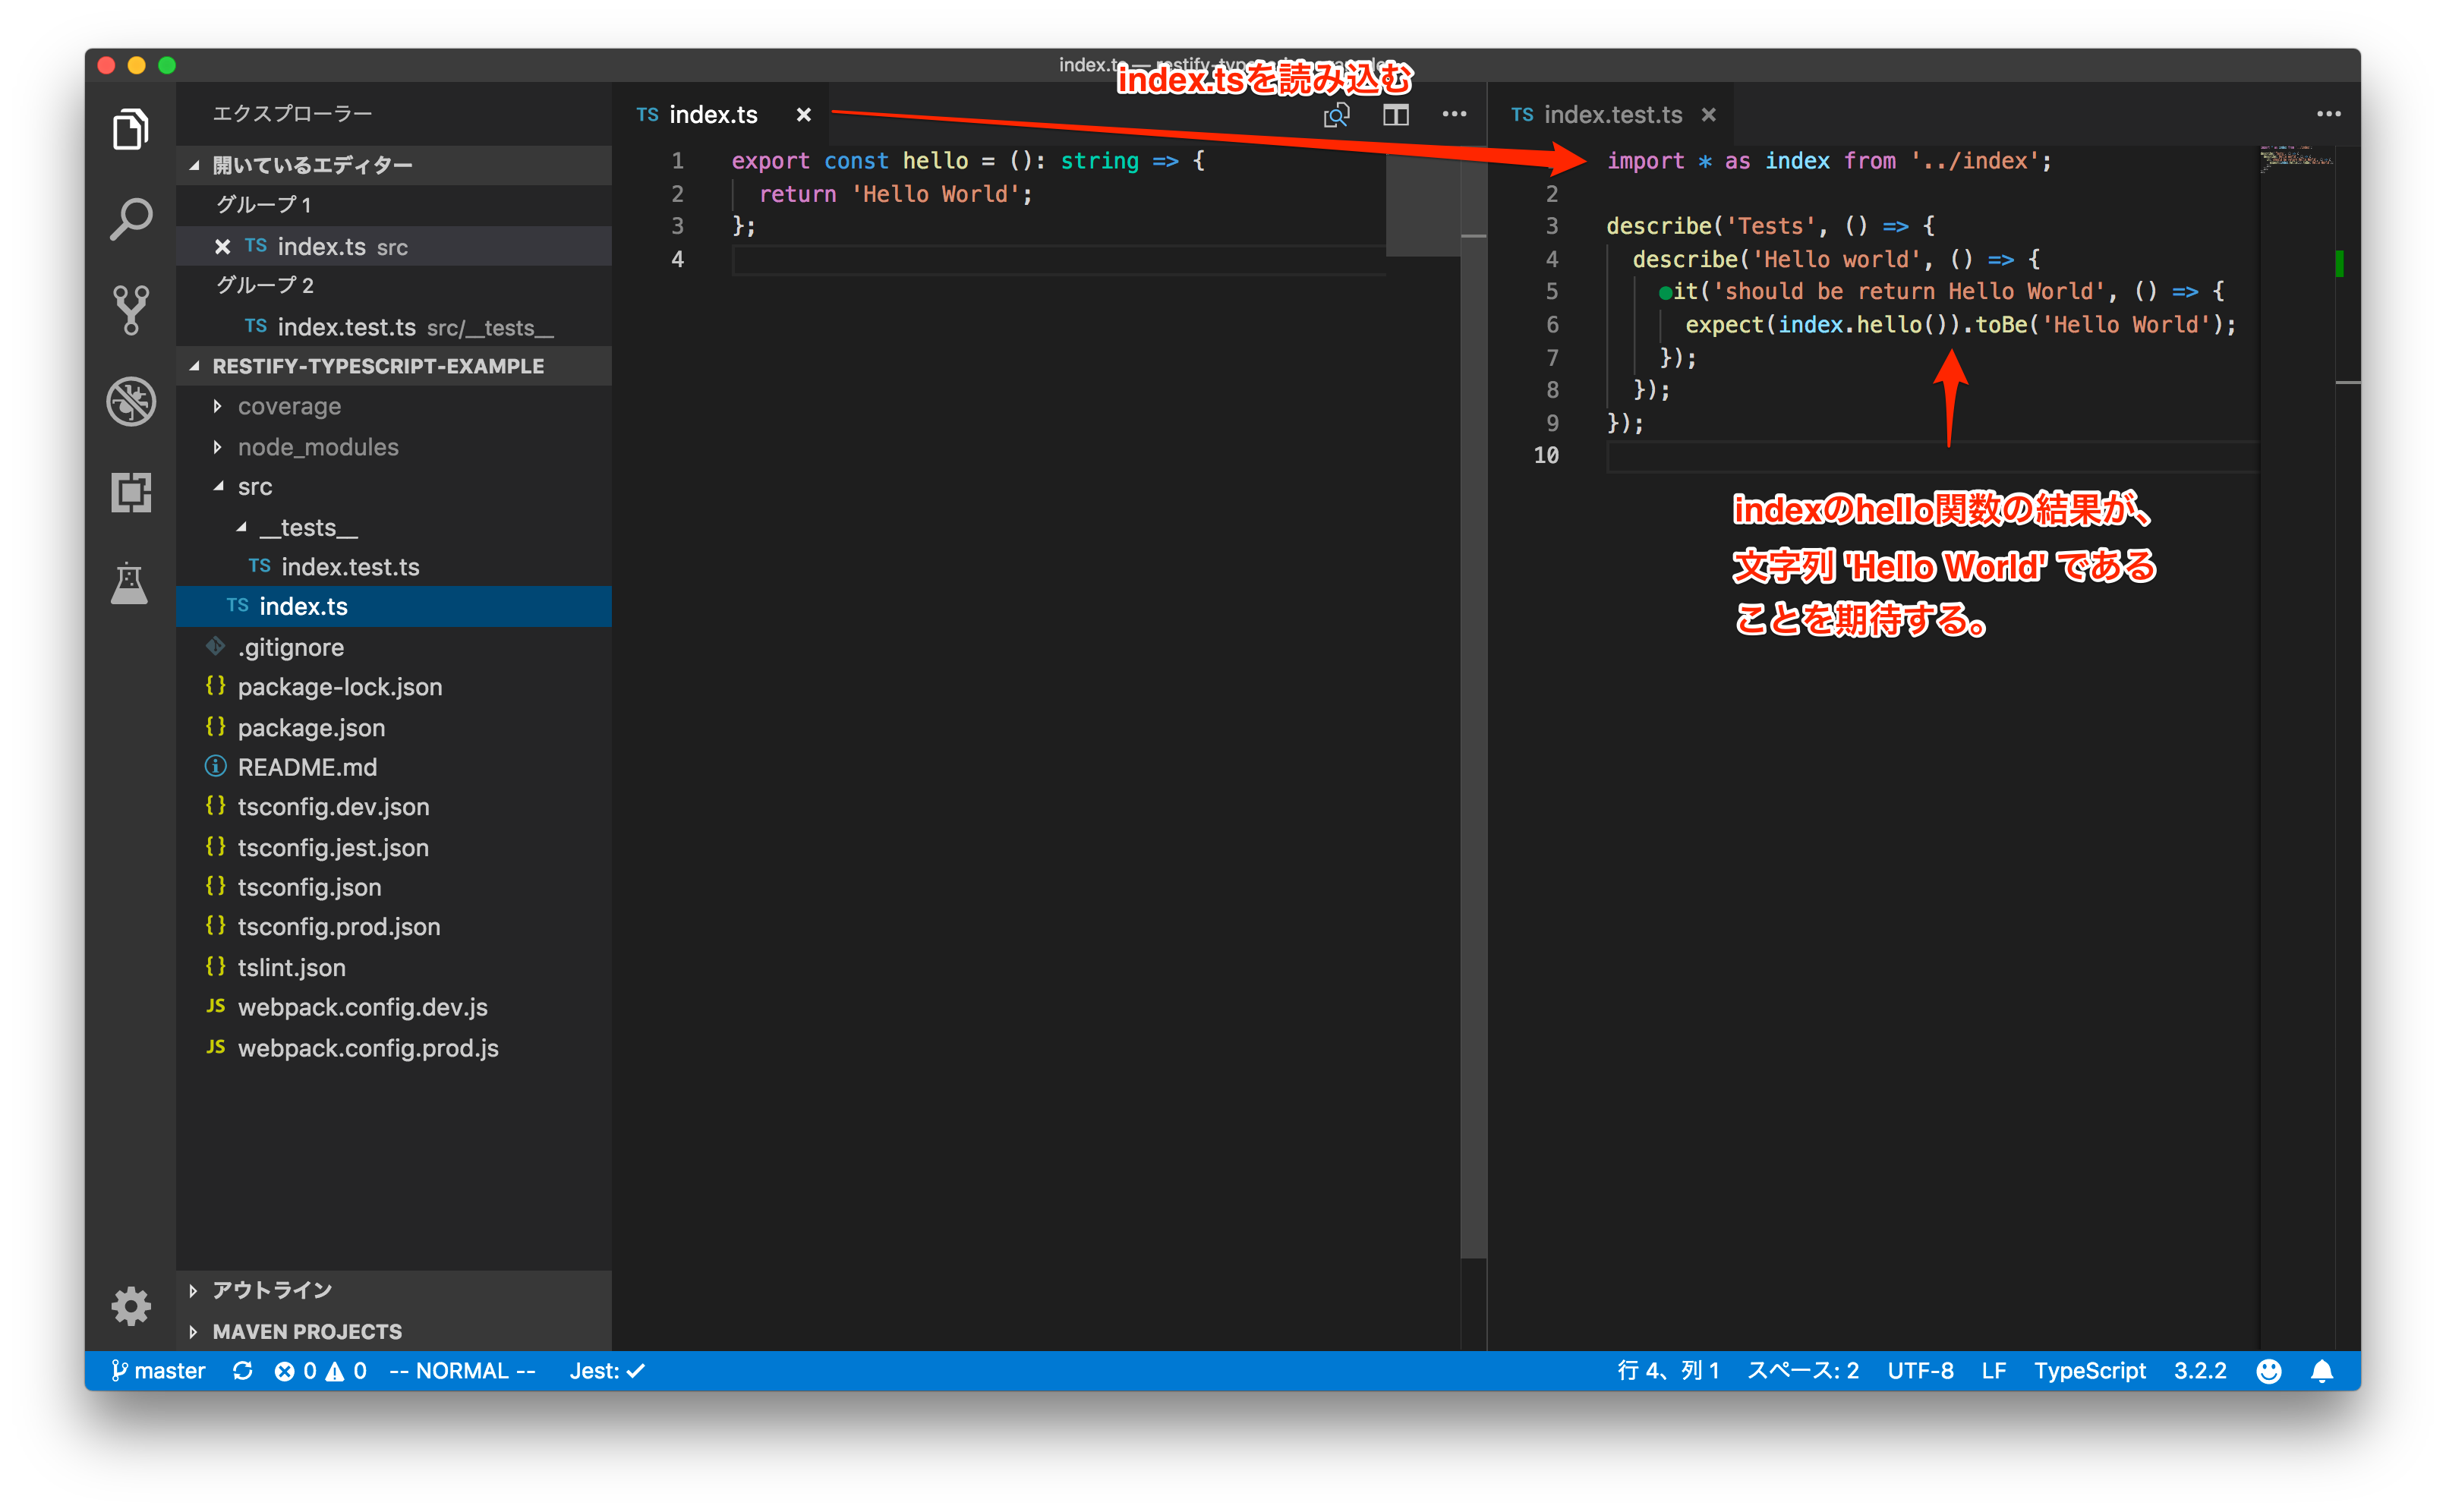 index.ts — restify-typescript-example
index.tsを読み込む
エクスプローラー
開いているエディター
グループ 1
TS index.ts src
グループ 2
TS index.test.ts src/__tests__
RESTIFY-TYPESCRIPT-EXAMPLE
coverage
node_modules
src
__tests__
TS index.test.ts
TS index.ts
.gitignore
{} package-lock.json
{} package.json
README.md
{} tsconfig.dev.json
{} tsconfig.jest.json
{} tsconfig.json
{} tsconfig.prod.json
{} tslint.json
JS webpack.config.dev.js
JS webpack.config.prod.js
アウトライン
MAVEN PROJECTS
TS index.ts
1 export const hello = (): string => {
2 return 'Hello World';
3 };
4
TS index.test.ts
import * as index from '../index';
2
3 describe('Tests', () => {
4 describe('Hello world', () => {
5 it('should be return Hello World', () => {
6 expect(index.hello()).toBe('Hello World');
7 });
8 });
9 });
10
indexのhello関数の結果が、
文字列 'Hello World' である
ことを期待する。
master 0 0 -- NORMAL -- Jest: ✓ 行 4、列 1 スペース: 2 UTF-8 LF TypeScript 3.2.2